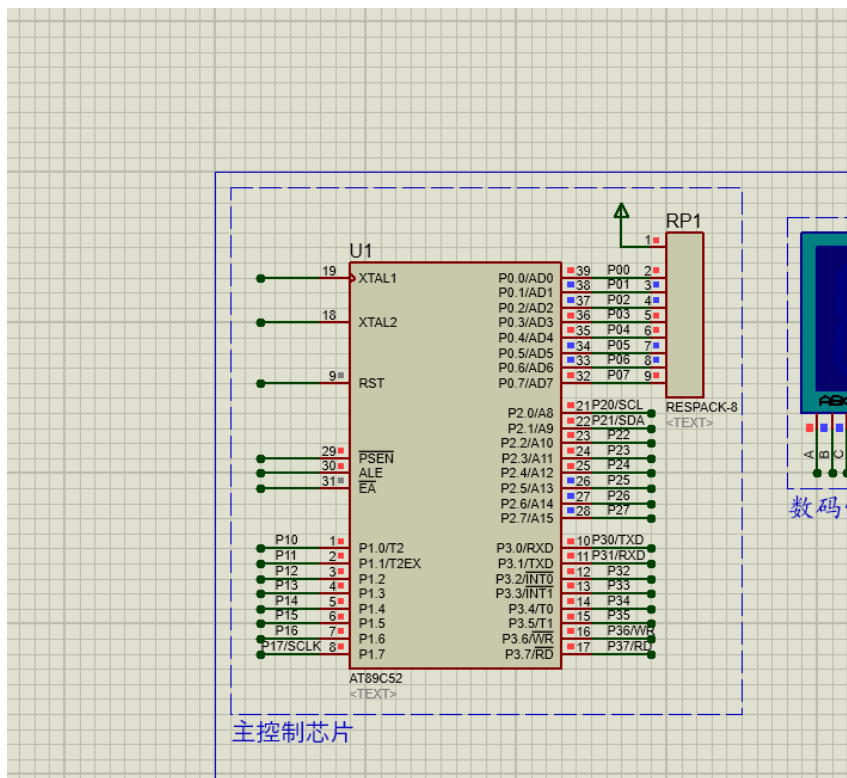 RP1
1
U1
19 XTAL1
18 XTAL2
9 RST
29 PSEN
30 ALE
31 EA
P10 1 P1.0/T2
P11 2 P1.1/T2EX
P12 3 P1.2
P13 4 P1.3
P14 5 P1.4
P15 6 P1.5
P16 7 P1.6
P17/SCLK 8 P1.7
P0.0/AD0 39 P00 2
P0.1/AD1 38 P01 3
P0.2/AD2 37 P02 4
P0.3/AD3 36 P03 5
P0.4/AD4 35 P04 6
P0.5/AD5 34 P05 7
P0.6/AD6 33 P06 8
P0.7/AD7 32 P07 9
P2.0/A8 21 P20/SCL
P2.1/A9 22 P21/SDA
P2.2/A10 23 P22
P2.3/A11 24 P23
P2.4/A12 25 P24
P2.5/A13 26 P25
P2.6/A14 27 P26
P2.7/A15 28 P27
P3.0/RXD 10 P30/TXD
P3.1/TXD 11 P31/RXD
P3.2/INT0 12 P32
P3.3/INT1 13 P33
P3.4/T0 14 P34
P3.5/T1 15 P35
P3.6/WR 16 P36/WR
P3.7/RD 17 P37/RD
RESPACK-8
<TEXT>
AT89C52
<TEXT>
主控制芯片
A
B
C
数码